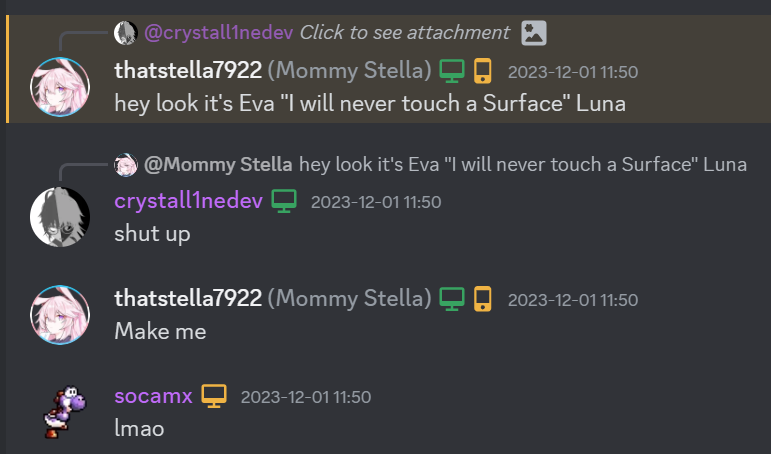 @crystall1nedev Click to see attachment
thatstella7922 (Mommy Stella) 2023-12-01 11:50
hey look it's Eva "I will never touch a Surface" Luna
@Mommy Stella hey look it's Eva "I will never touch a Surface" Luna
crystall1nedev 2023-12-01 11:50
shut up
thatstella7922 (Mommy Stella) 2023-12-01 11:50
Make me
socamx 2023-12-01 11:50
lmao